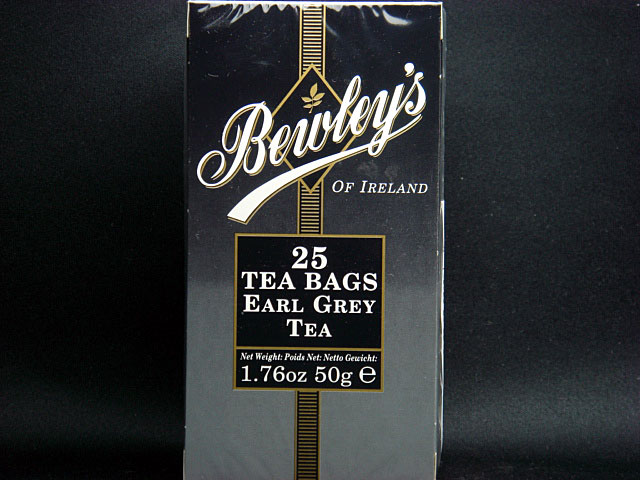 Bewley's
OF IRELAND
25
TEA BAGS
EARL GREY
TEA
Net Weight: Poids Net: Netto Gewicht:
1.76oz 50g ℮